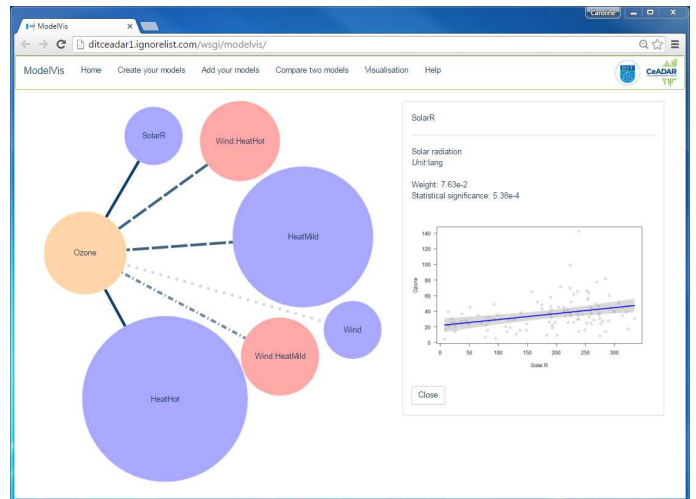 Caroline
ModelVis
ditceadar1.ignorelist.com/wsgi/modelvis/
ModelVis Home Create your models Add your models Compare two models Visualisation Help
DIT
CeADAR
SolarR
Wind:HeatHot
HeatMild
Ozone
Wind
Wind:HeatMild
HeatHot
SolarR
Solar radiation
Unit:lang
Weight: 7.63e-2
Statistical significance: 5.38e-4
140
120
100
80
60
40
20
0
Ozone
0 50 100 150 200 250 300
Solar.R
Close